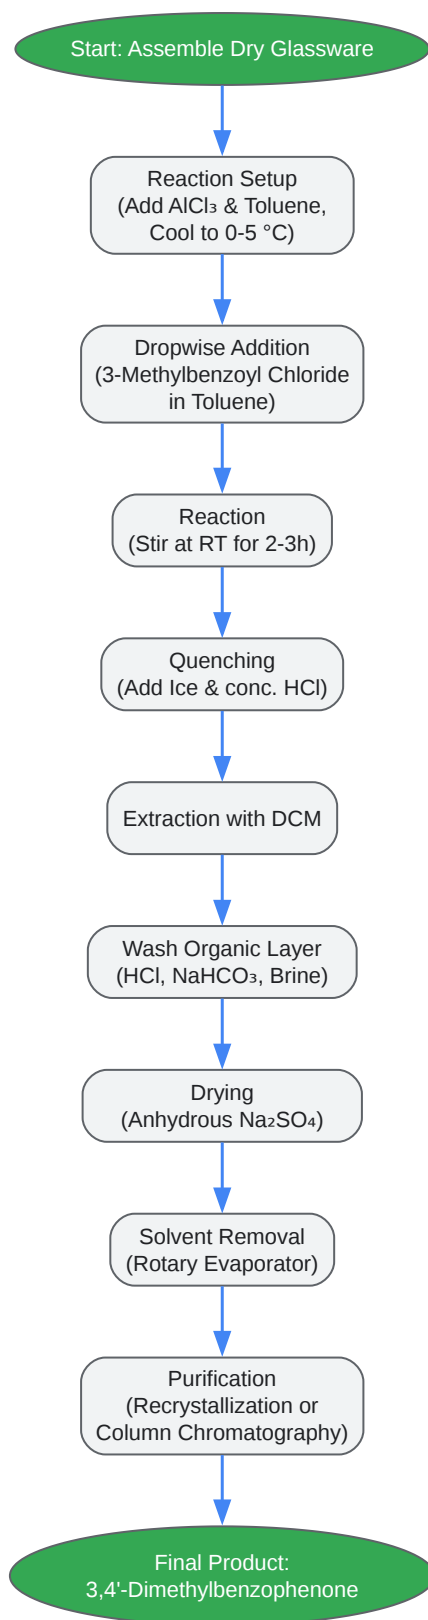 Start: Assemble Dry Glassware
Reaction Setup
(Add AlCl₃ & Toluene,
Cool to 0-5 °C)
Dropwise Addition
(3-Methylbenzoyl Chloride
in Toluene)
Reaction
(Stir at RT for 2-3h)
Quenching
(Add Ice & conc. HCl)
Extraction with DCM
Wash Organic Layer
(HCl, NaHCO₃, Brine)
Drying
(Anhydrous Na₂SO₄)
Solvent Removal
(Rotary Evaporator)
Purification
(Recrystallization or
Column Chromatography)
Final Product:
3,4'-Dimethylbenzophenone